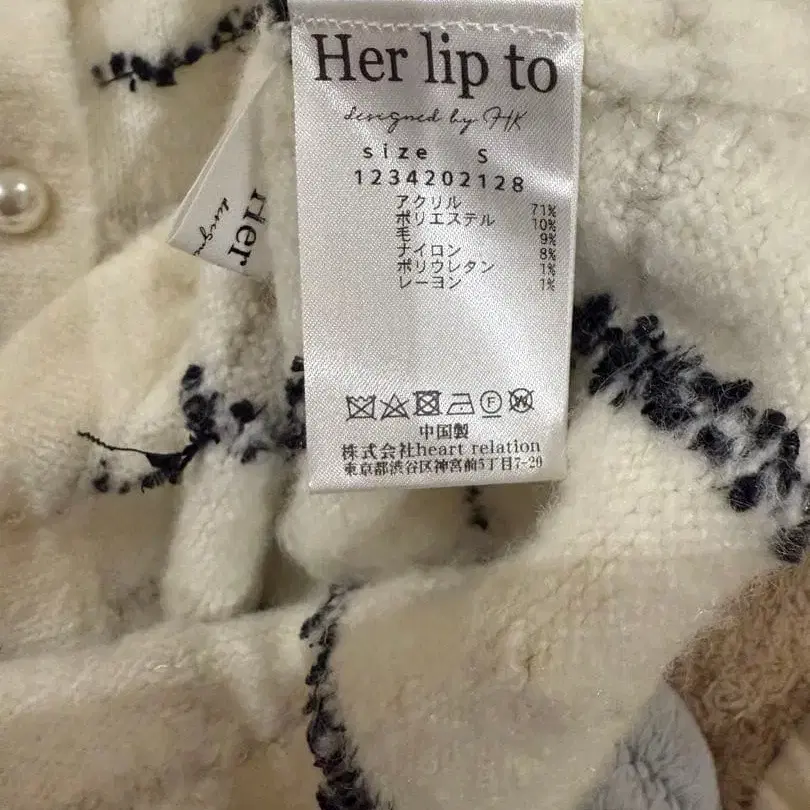 Her lip to
designed by HK
size S
1234202128
アクリル 71%
ポリエステル 10%
毛 9%
ナイロン 8%
ポリウレタン 1%
レーヨン 1%
F W
中国製
株式会社heart relation
東京都渋谷区神宮前5丁目7-20
Her